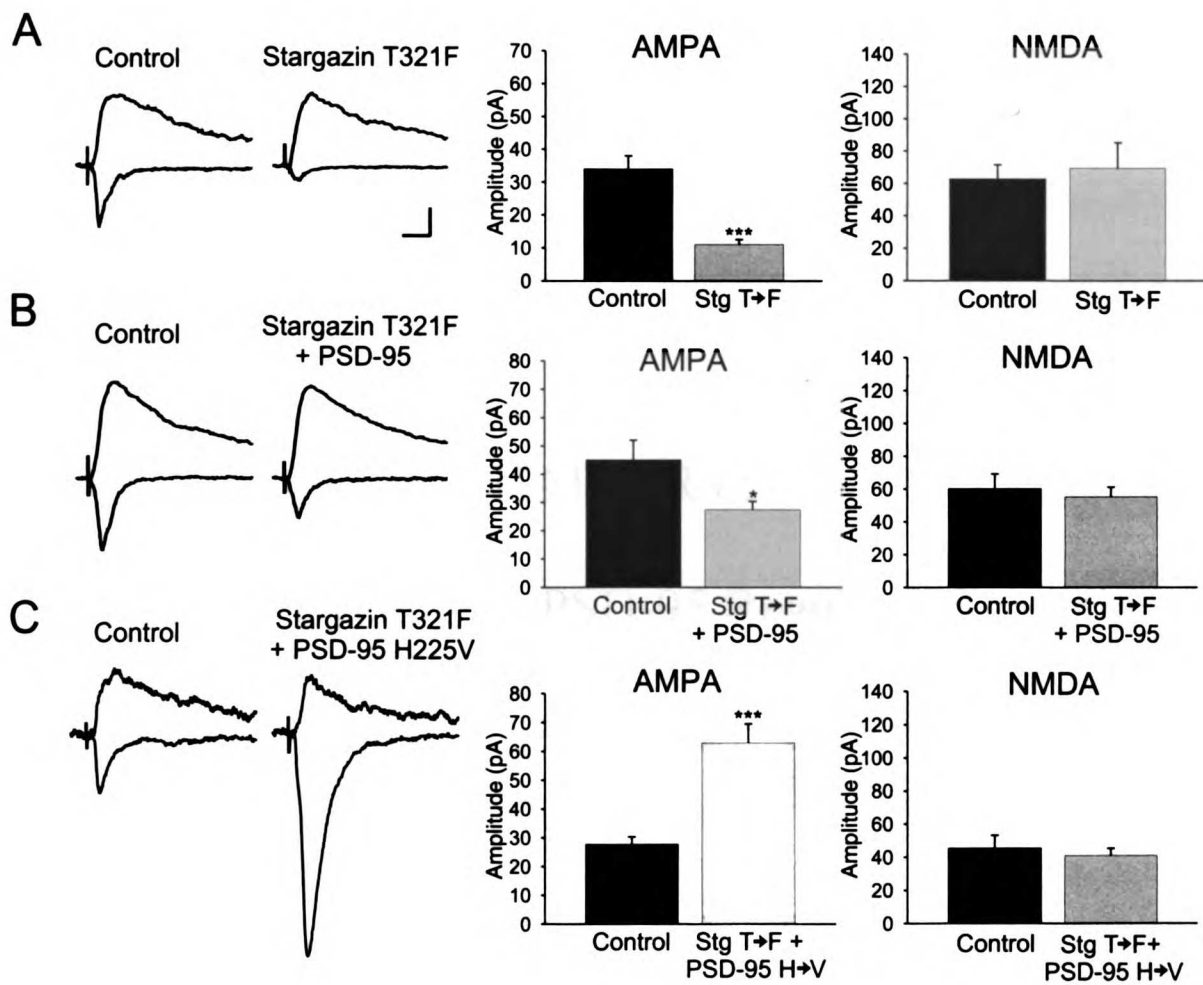 A
Control
Stargazin T321F
AMPA
Amplitude (pA)
70
60
50
40
30
20
10
0
***
Control
Stg T→F
NMDA
Amplitude (pA)
140
120
100
80
60
40
20
0
Control
Stg T→F
B
Control
Stargazin T321F
+ PSD-95
AMPA
Amplitude (pA)
80
70
60
50
40
30
20
10
0
*
Control
Stg T→F
+ PSD-95
NMDA
Amplitude (pA)
140
120
100
80
60
40
20
0
Control
Stg T→F
+ PSD-95
C
Control
Stargazin T321F
+ PSD-95 H225V
AMPA
Amplitude (pA)
80
70
60
50
40
30
20
10
0
***
Control
Stg T→F +
PSD-95 H→V
NMDA
Amplitude (pA)
140
120
100
80
60
40
20
0
Control
Stg T→F+
PSD-95 H→V